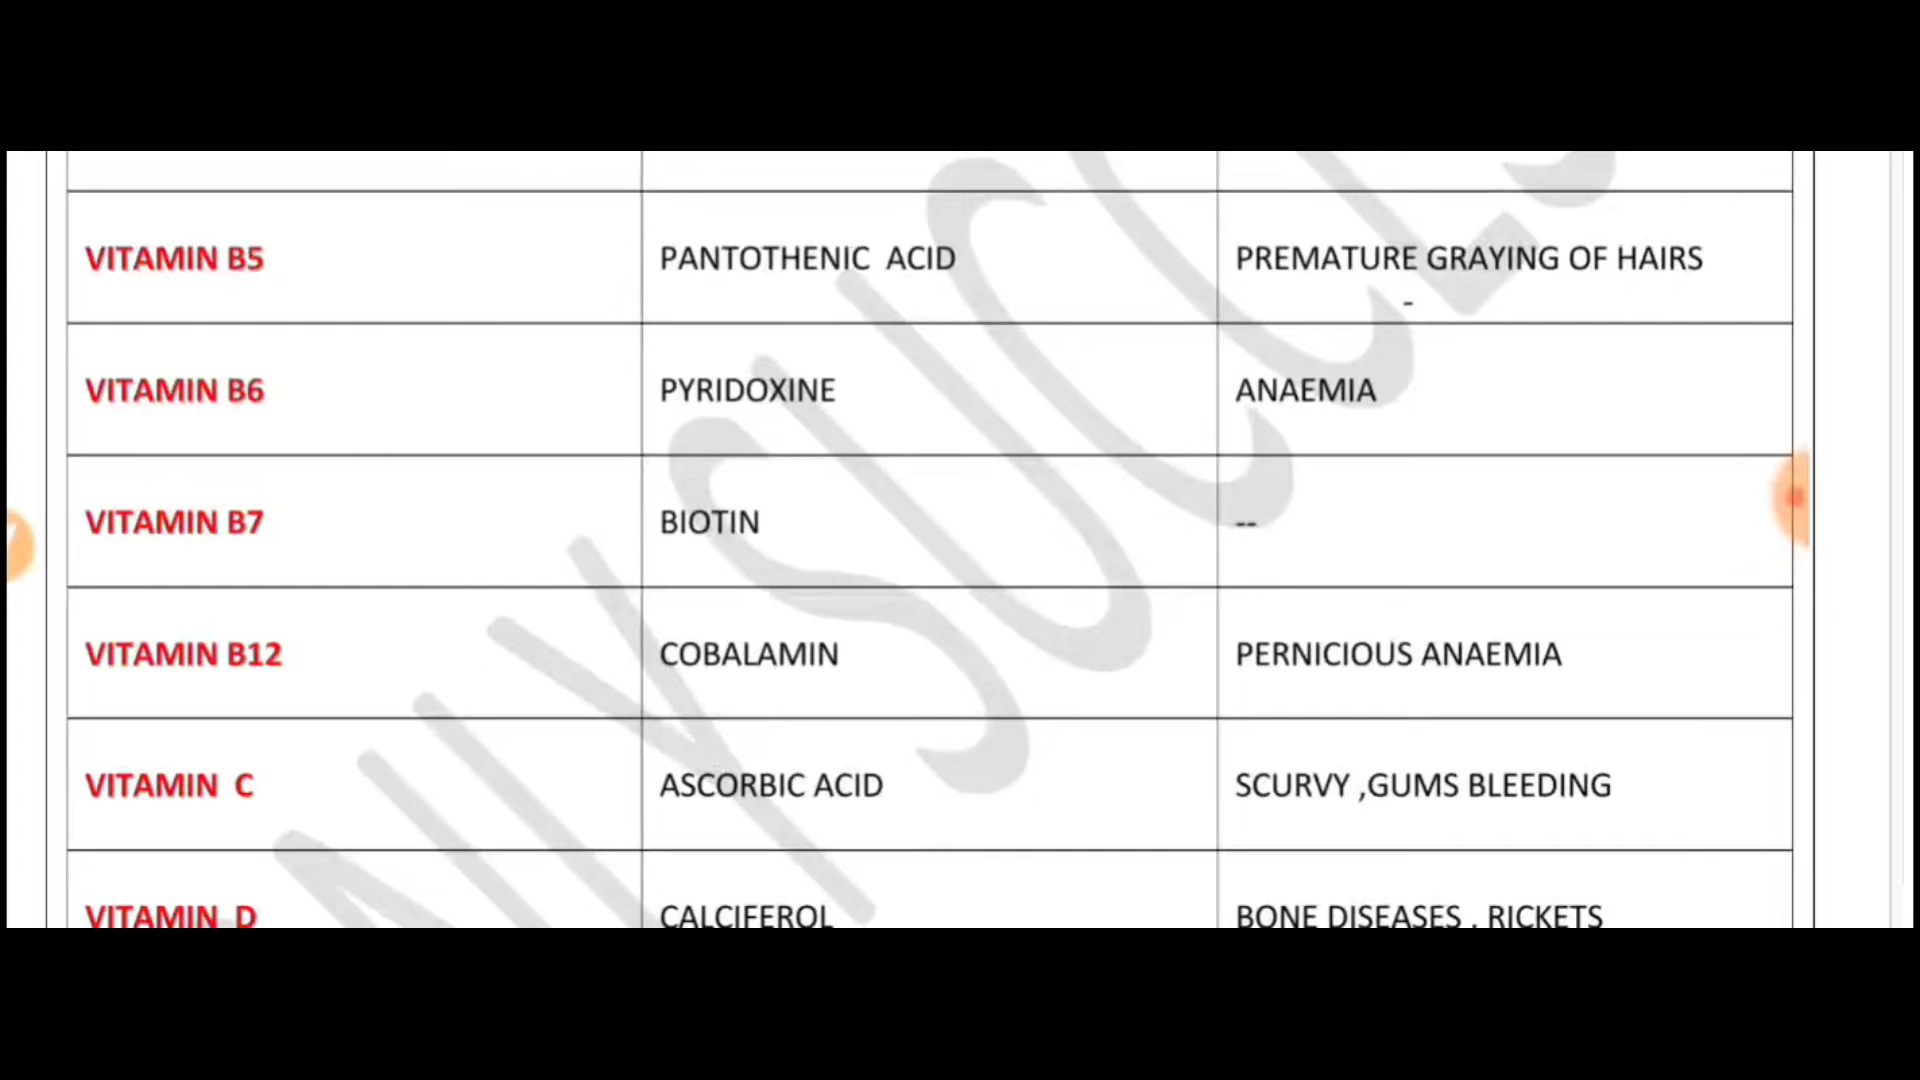 VITAMIN B5 PANTOTHENIC ACID PREMATURE GRAYING OF HAIRS
-
VITAMIN B6 PYRIDOXINE ANAEMIA
VITAMIN B7 BIOTIN --
VITAMIN B12 COBALAMIN PERNICIOUS ANAEMIA
VITAMIN C ASCORBIC ACID SCURVY ,GUMS BLEEDING
VITAMIN D CALCIFEROL BONE DISEASES , RICKETS